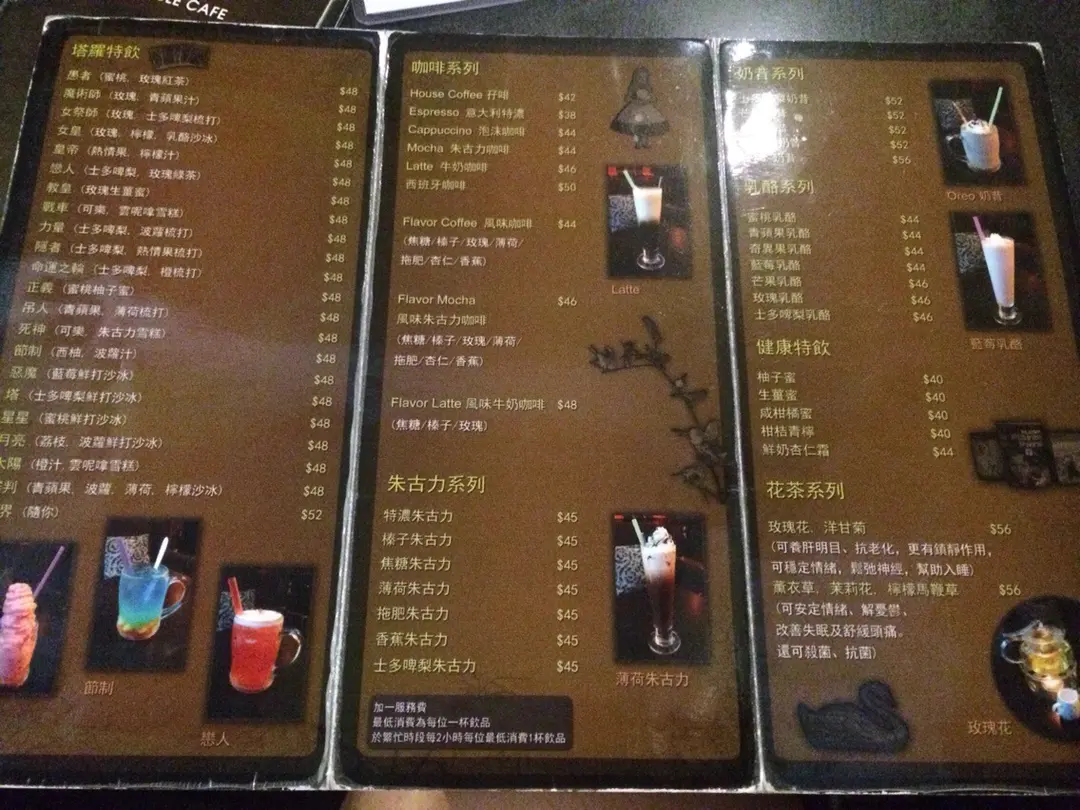 LE CAFE
塔羅特飲
愚者（蜜桃，玫瑰紅茶） $48
魔術師（玫瑰，青蘋果汁） $48
女祭師（玫瑰，士多啤梨梳打） $48
女皇（玫瑰，檸檬，乳酪沙冰） $48
皇帝（熱情果，檸檬汁） $48
戀人（士多啤梨，玫瑰綠茶） $48
教皇（玫瑰生薑蜜） $48
戰車（可樂，雲呢嗱雪糕） $48
力量（士多啤梨，波蘿梳打） $48
隱者（士多啤梨，熱情果梳打） $48
命運之輪（士多啤梨，橙梳打） $48
正義（蜜桃柚子蜜） $48
吊人（青蘋果，薄荷梳打） $48
死神（可樂，朱古力雪糕） $48
節制（西柚，波蘿汁） $48
惡魔（藍莓鮮打沙冰） $48
塔（士多啤梨鮮打沙冰） $48
星星（蜜桃鮮打沙冰） $48
月亮（荔枝，波蘿鮮打沙冰） $48
太陽（橙汁,雲呢嗱雪糕） $48
判（青蘋果，波蘿，薄荷，檸檬沙冰） $48
界（隨你） $52
節制
戀人
咖啡系列
House Coffee 孖啡 $42
Espresso 意大利特濃 $38
Cappuccino 泡沫咖啡 $44
Mocha 朱古力咖啡 $44
Latte 牛奶咖啡 $46
西班牙咖啡 $50
Flavor Coffee 風味咖啡 $44
（焦糖/榛子/玫瑰/薄荷/
拖肥/杏仁/香蕉）
Latte
Flavor Mocha $46
風味朱古力咖啡
（焦糖/榛子/玫瑰/薄荷/
拖肥/杏仁/香蕉）
Flavor Latte 風味牛奶咖啡 $48
（焦糖/榛子/玫瑰）
朱古力系列
特濃朱古力 $45
榛子朱古力 $45
焦糖朱古力 $45
薄荷朱古力 $45
拖肥朱古力 $45
香蕉朱古力 $45
士多啤梨朱古力 $45
薄荷朱古力
加一服務費
最低消費為每位一杯飲品
於繁忙時段每2小時每位最低消費1杯飲品
奶昔系列
奶昔 $52
$52
$52
奶昔 $52
奶昔 $56
Oreo 奶昔
乳酪系列
蜜桃乳酪 $44
青蘋果乳酪 $44
奇異果乳酪 $44
藍莓乳酪 $44
芒果乳酪 $46
玫瑰乳酪 $46
士多啤梨乳酪 $46
藍莓乳酪
健康特飲
柚子蜜 $40
生薑蜜 $40
咸柑橘蜜 $40
柑桔青檸 $40
鮮奶杏仁霜 $44
花茶系列
玫瑰花，洋甘菊 $56
（可養肝明目、抗老化，更有鎮靜作用，
可穩定情緒，鬆弛神經，幫助入睡）
薰衣草，茉莉花，檸檬馬鞭草 $56
（可安定情緒、解憂鬱、
改善失眠及舒緩頭痛。
還可殺菌、抗菌）
玫瑰花